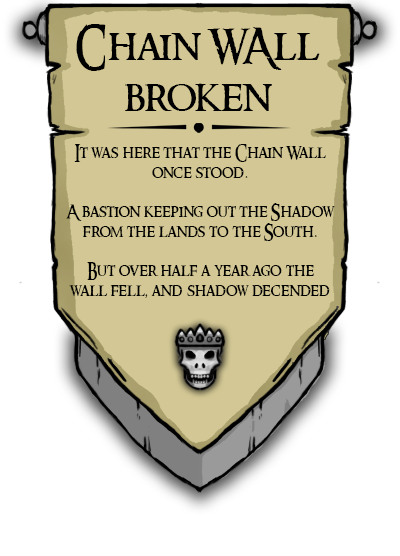 Chain Wall
broken
It was here that the Chain Wall
once stood.
A bastion keeping out the Shadow
from the lands to the South.
But over half a year ago the
wall fell, and shadow decended